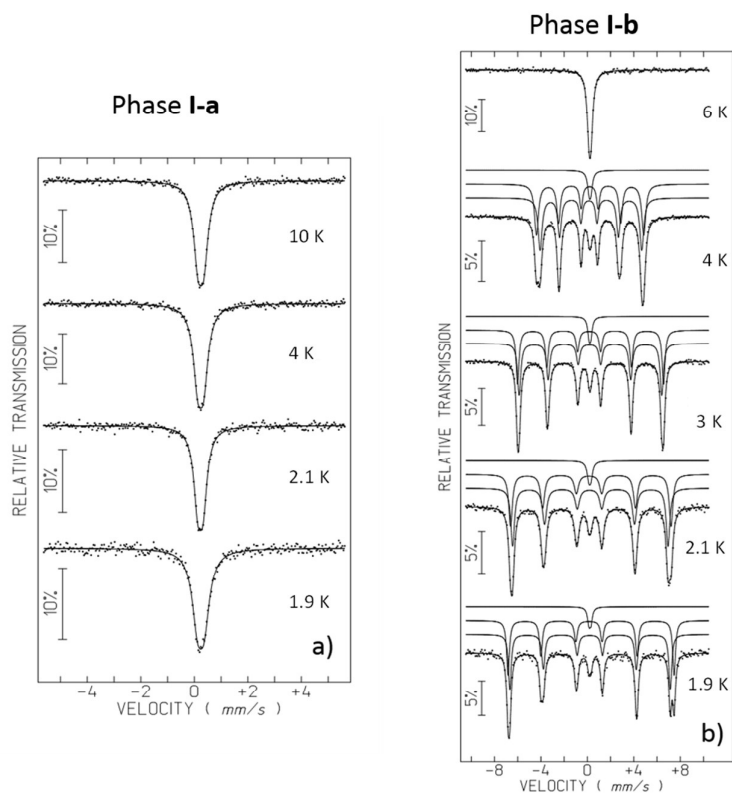 Phase I-b
Phase I-a
RELATIVE TRANSMISSION
10%
10 K
10%
4 K
10%
2.1 K
10%
1.9 K
a)
-4 -2 0 +2 +4
VELOCITY ( mm/s )
RELATIVE TRANSMISSION
10%
6 K
5%
4 K
5%
3 K
5%
2.1 K
5%
1.9 K
b)
-8 -4 0 +4 +8
VELOCITY ( mm/s )